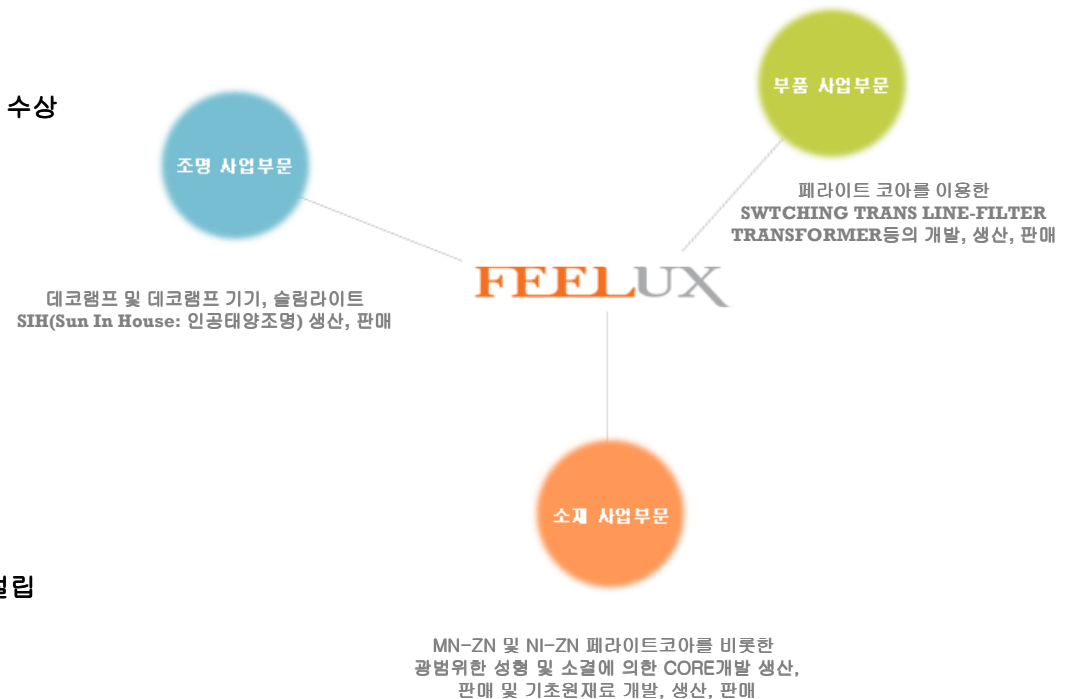 부품 사업부문
수상
조명 사업부문
페라이트 코아를 이용한
SWTCHING TRANS LINE-FILTER
TRANSFORMER등의 개발, 생산, 판매
FEELUX
데코램프 및 데코램프 기기, 슬림라이트
SIH(Sun In House: 인공태양조명) 생산, 판매
소재 사업부문
립
MN-ZN 및 NI-ZN 페라이트코아를 비롯한
광범위한 성형 및 소결에 의한 CORE개발 생산,
판매 및 기초원재료 개발, 생산, 판매